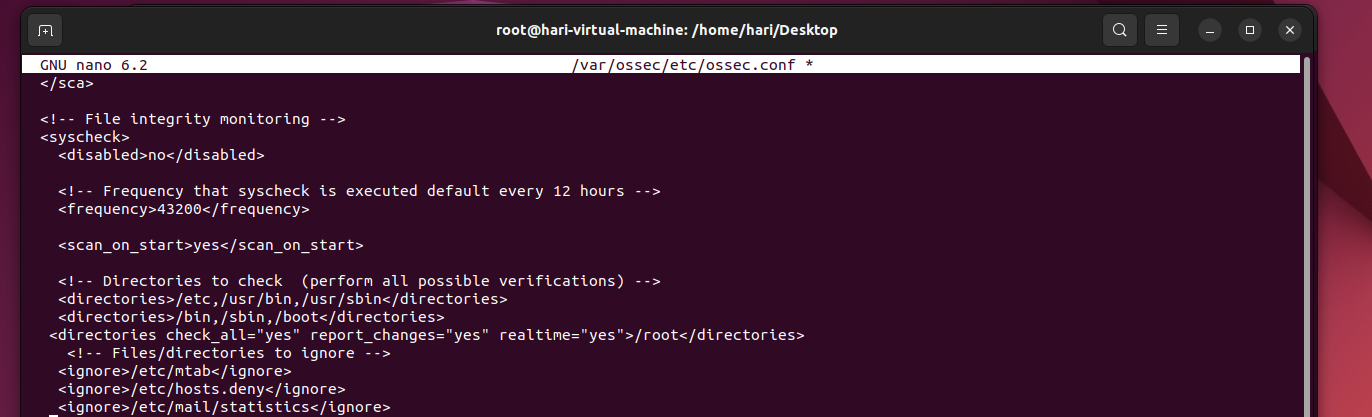 root@hari-virtual-machine: /home/hari/Desktop
GNU nano 6.2 /var/ossec/etc/ossec.conf *
</sca>
<!-- File integrity monitoring -->
<syscheck>
<disabled>no</disabled>
<!-- Frequency that syscheck is executed default every 12 hours -->
<frequency>43200</frequency>
<scan_on_start>yes</scan_on_start>
<!-- Directories to check  (perform all possible verifications) -->
<directories>/etc,/usr/bin,/usr/sbin</directories>
<directories>/bin,/sbin,/boot</directories>
<directories check_all="yes" report_changes="yes" realtime="yes">/root</directories>
<!-- Files/directories to ignore -->
<ignore>/etc/mtab</ignore>
<ignore>/etc/hosts.deny</ignore>
<ignore>/etc/mail/statistics</ignore>